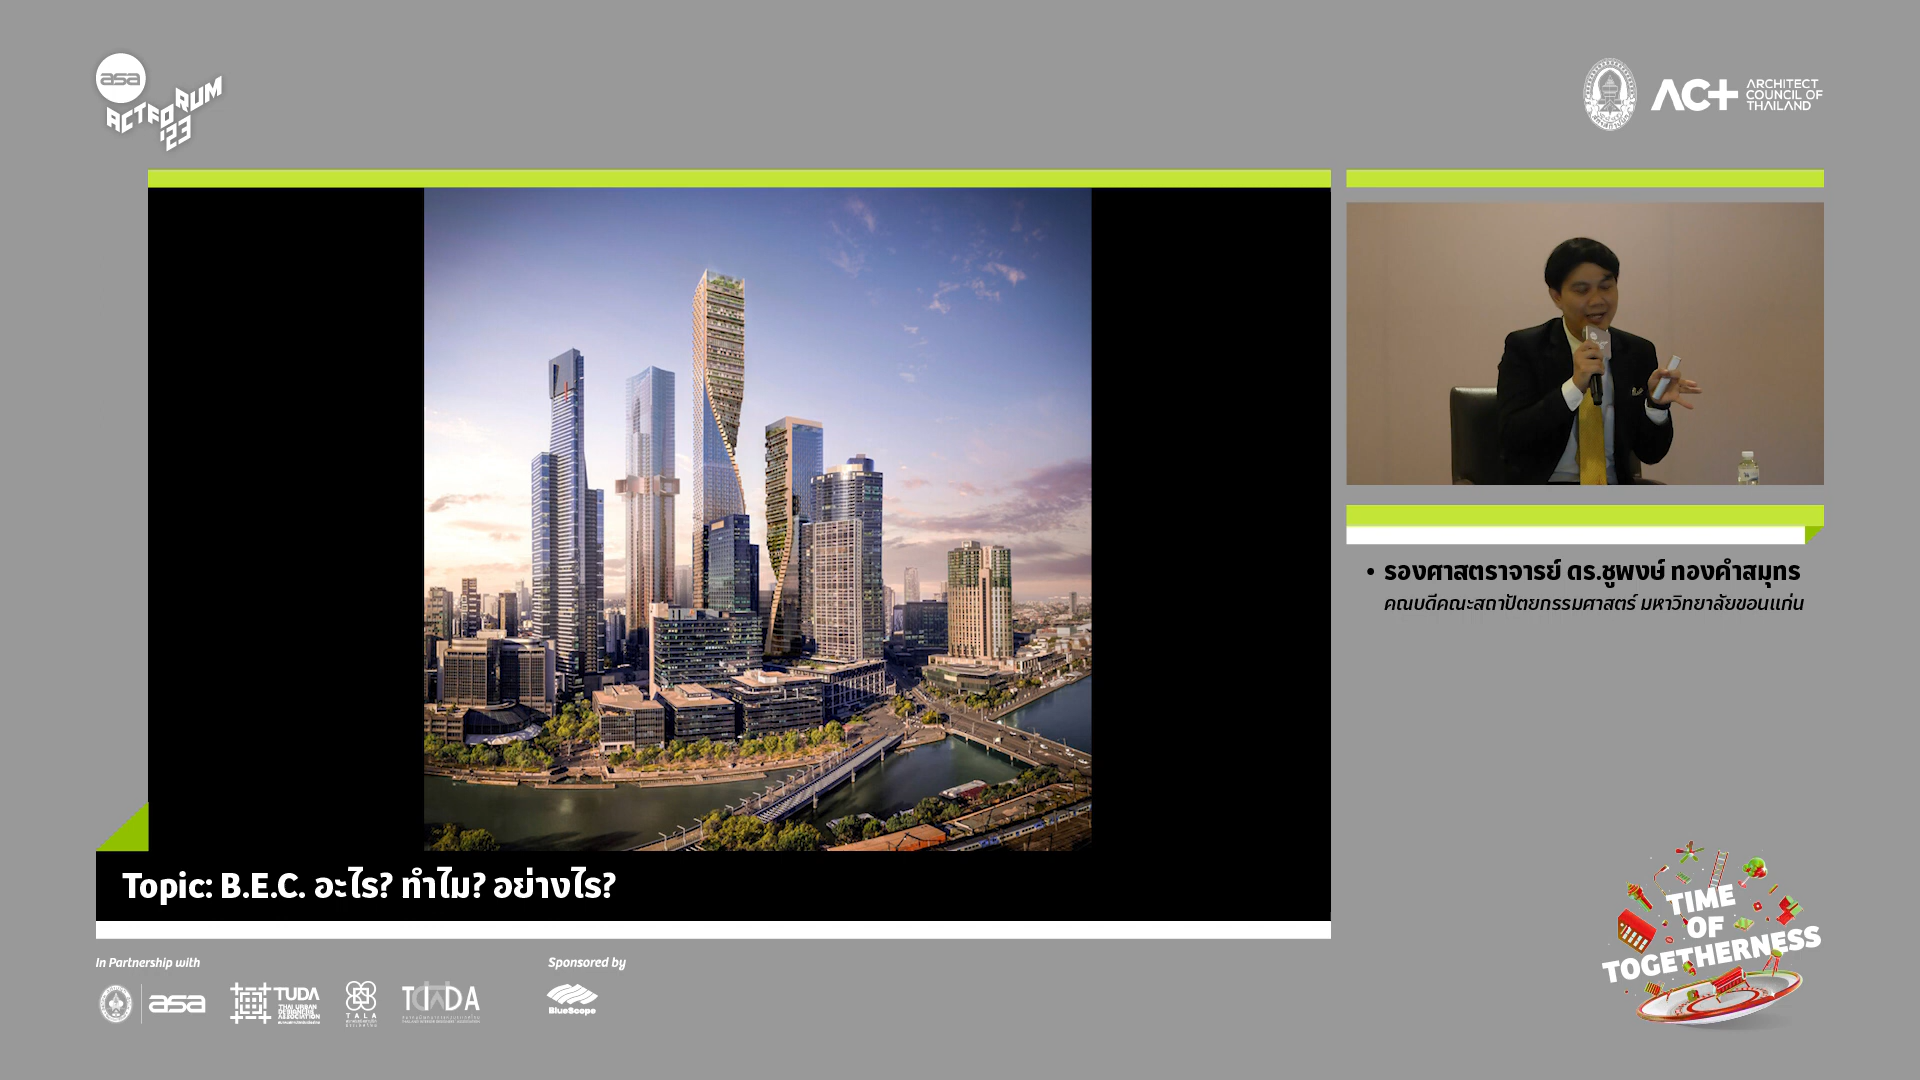 asa
ACTFORUM
'23
ACT
ARCHITECT
COUNCIL OF
THAILAND
• รองศาสตราจารย์ ดร.ชูพงษ์ ทองคำสมุทร
คณบดีคณะสถาปัตยกรรมศาสตร์ มหาวิทยาลัยขอนแก่น
Topic: B.E.C. อะไร? ทำไม? อย่างไร?
TIME
OF
TOGETHERNESS
In Partnership with
Sponsored by
asa
TUDA
THAI URBAN
DESIGNERS
ASSOCIATION
TALA
TIDA
BlueScope